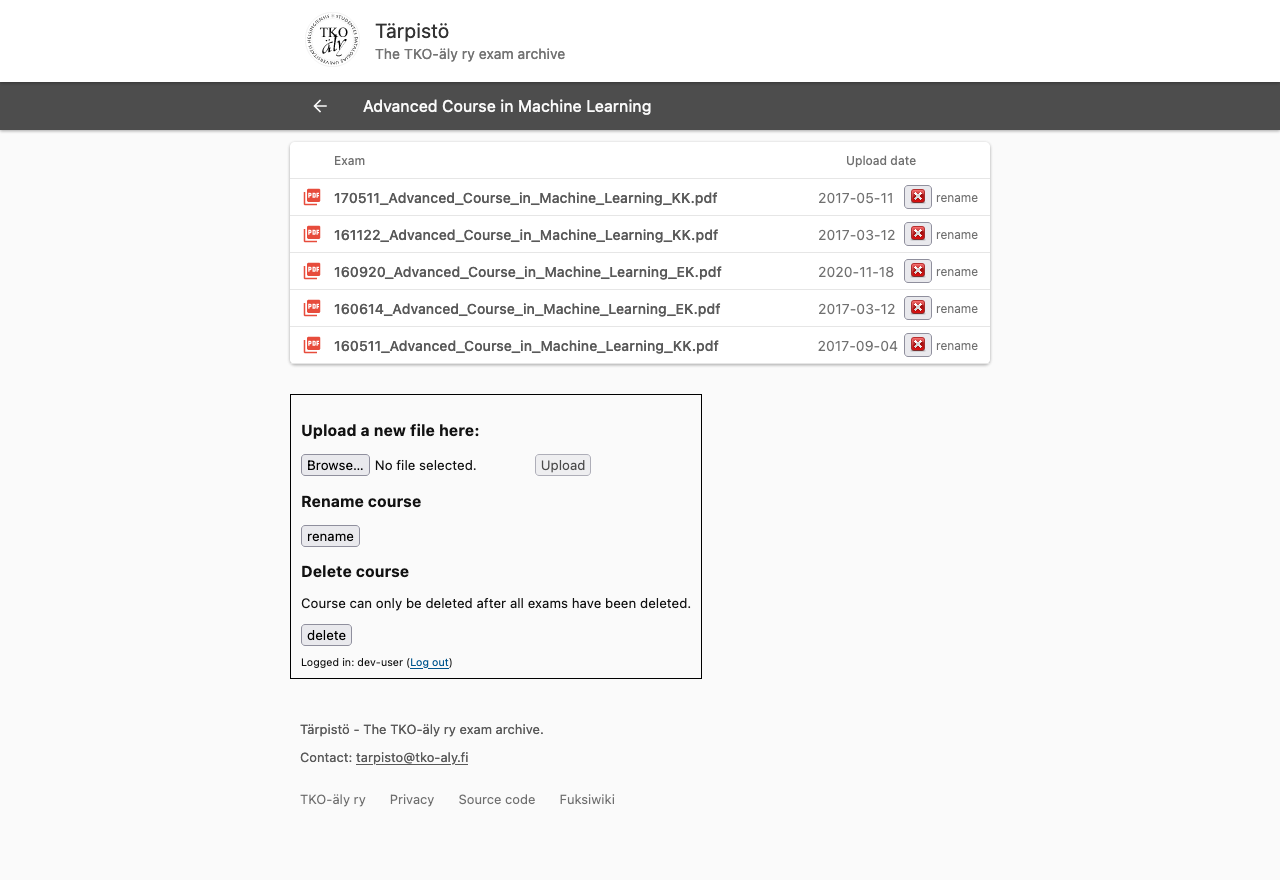 TKO
äly
Tärpistö
The TKO-äly ry exam archive
Advanced Course in Machine Learning
Exam Upload date
PDF 170511_Advanced_Course_in_Machine_Learning_KK.pdf 2017-05-11 rename
PDF 161122_Advanced_Course_in_Machine_Learning_KK.pdf 2017-03-12 rename
PDF 160920_Advanced_Course_in_Machine_Learning_EK.pdf 2020-11-18 rename
PDF 160614_Advanced_Course_in_Machine_Learning_EK.pdf 2017-03-12 rename
PDF 160511_Advanced_Course_in_Machine_Learning_KK.pdf 2017-09-04 rename
Upload a new file here:
Browse... No file selected. Upload
Rename course
rename
Delete course
Course can only be deleted after all exams have been deleted.
delete
Logged in: dev-user (Log out)
Tärpistö - The TKO-äly ry exam archive.
Contact: tarpisto@tko-aly.fi
TKO-äly ry Privacy Source code Fuksiwiki